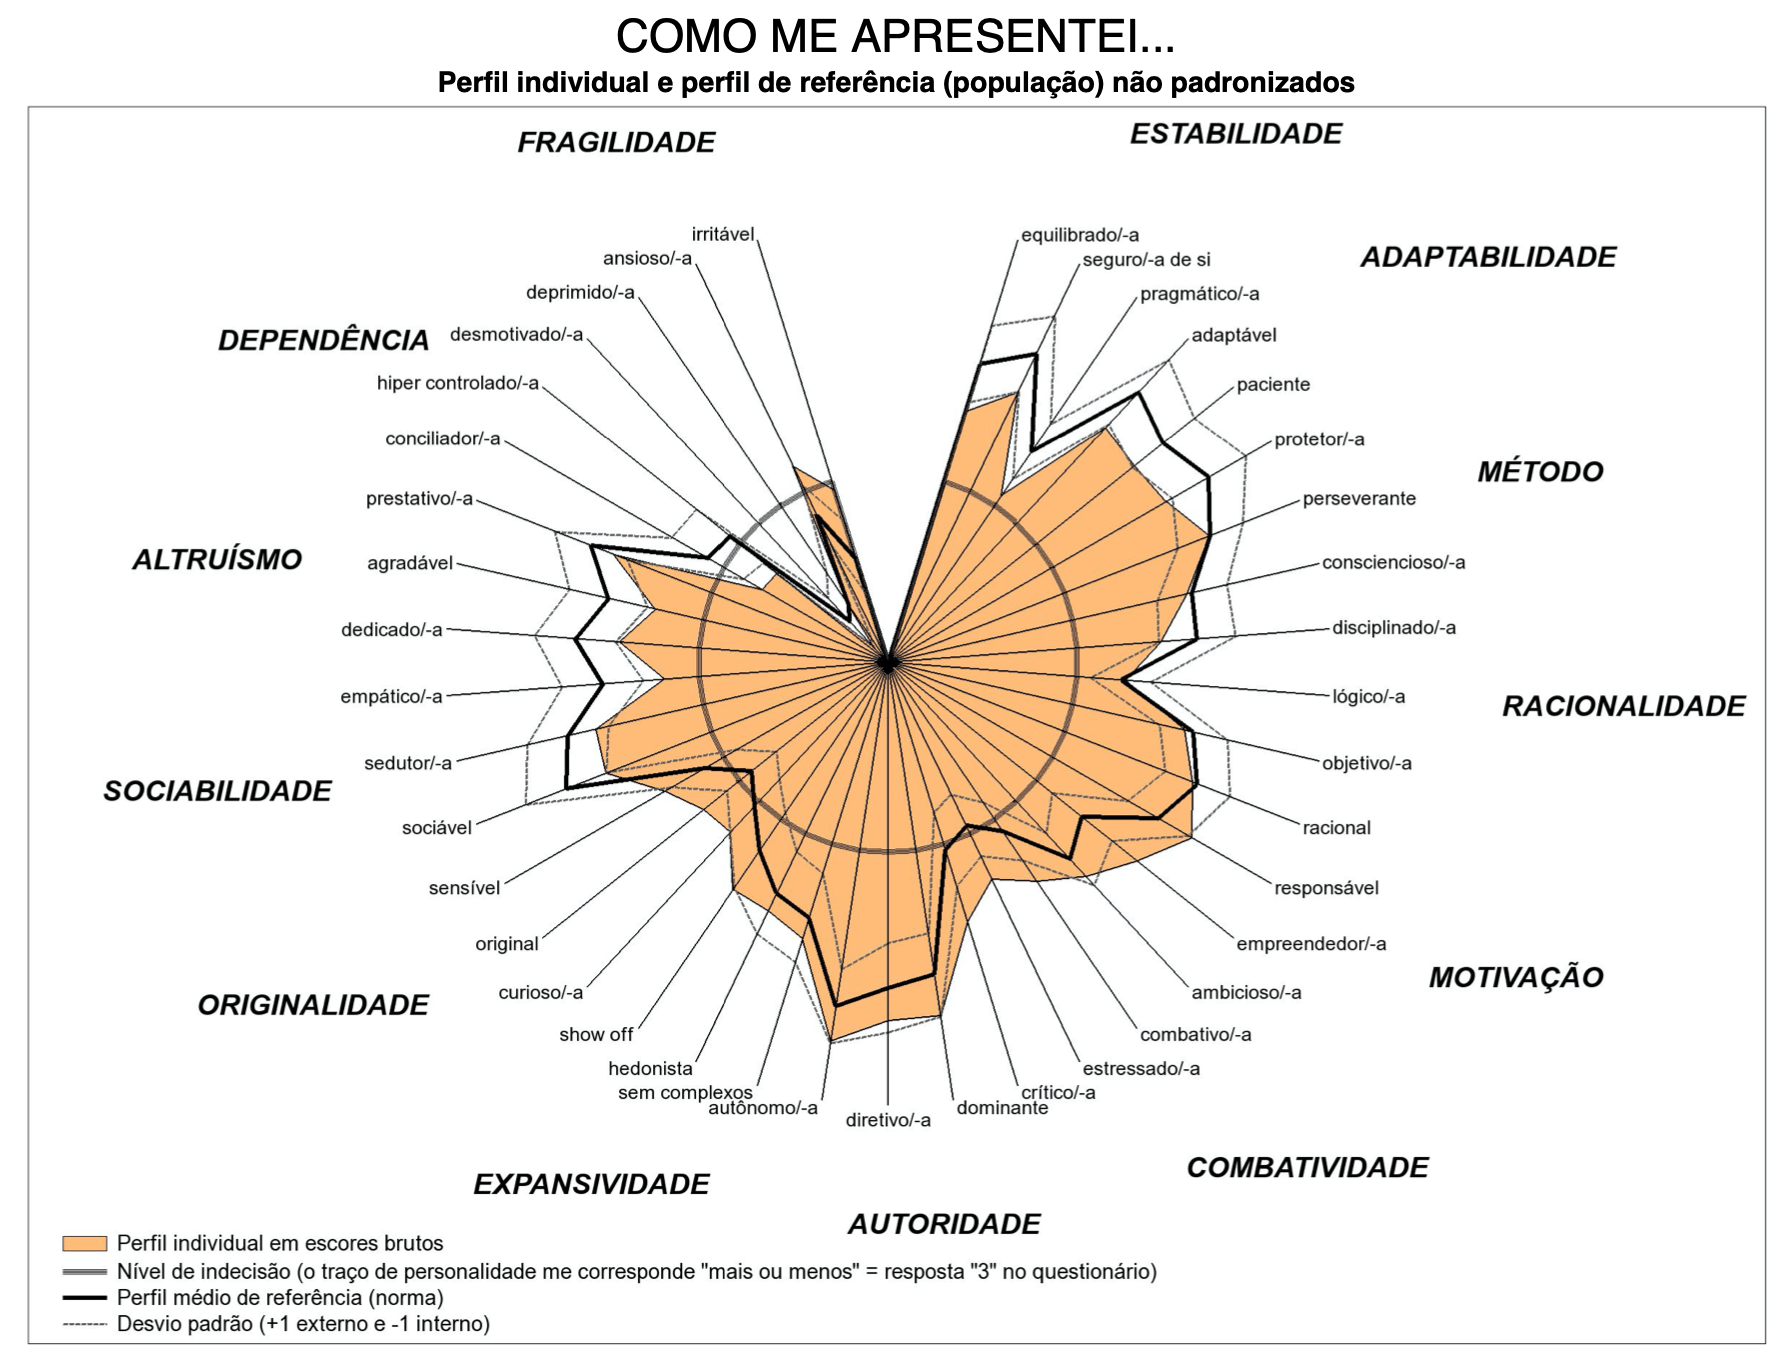 COMO ME APRESENTEI...
Perfil individual e perfil de referência (população) não padronizados
FRAGILIDADE
ESTABILIDADE
irritável
equilibrado/-a
ansioso/-a
seguro/-a de si
ADAPTABILIDADE
deprimido/-a
pragmático/-a
DEPENDÊNCIA
desmotivado/-a
adaptável
hiper controlado/-a
paciente
conciliador/-a
protetor/-a
MÉTODO
prestativo/-a
perseverante
ALTRUÍSMO
agradável
consciencioso/-a
dedicado/-a
disciplinado/-a
empático/-a
lógico/-a
RACIONALIDADE
sedutor/-a
objetivo/-a
SOCIABILIDADE
sociável
racional
sensível
responsável
original
empreendedor/-a
MOTIVAÇÃO
ORIGINALIDADE
curioso/-a
ambicioso/-a
show off
combativo/-a
hedonista
estressado/-a
sem complexos
crítico/-a
autônomo/-a
dominante
diretivo/-a
COMBATIVIDADE
EXPANSIVIDADE
AUTORIDADE
Perfil individual em escores brutos
Nível de indecisão (o traço de personalidade me corresponde "mais ou menos" = resposta "3" no questionário)
Perfil médio de referência (norma)
Desvio padrão (+1 externo e -1 interno)